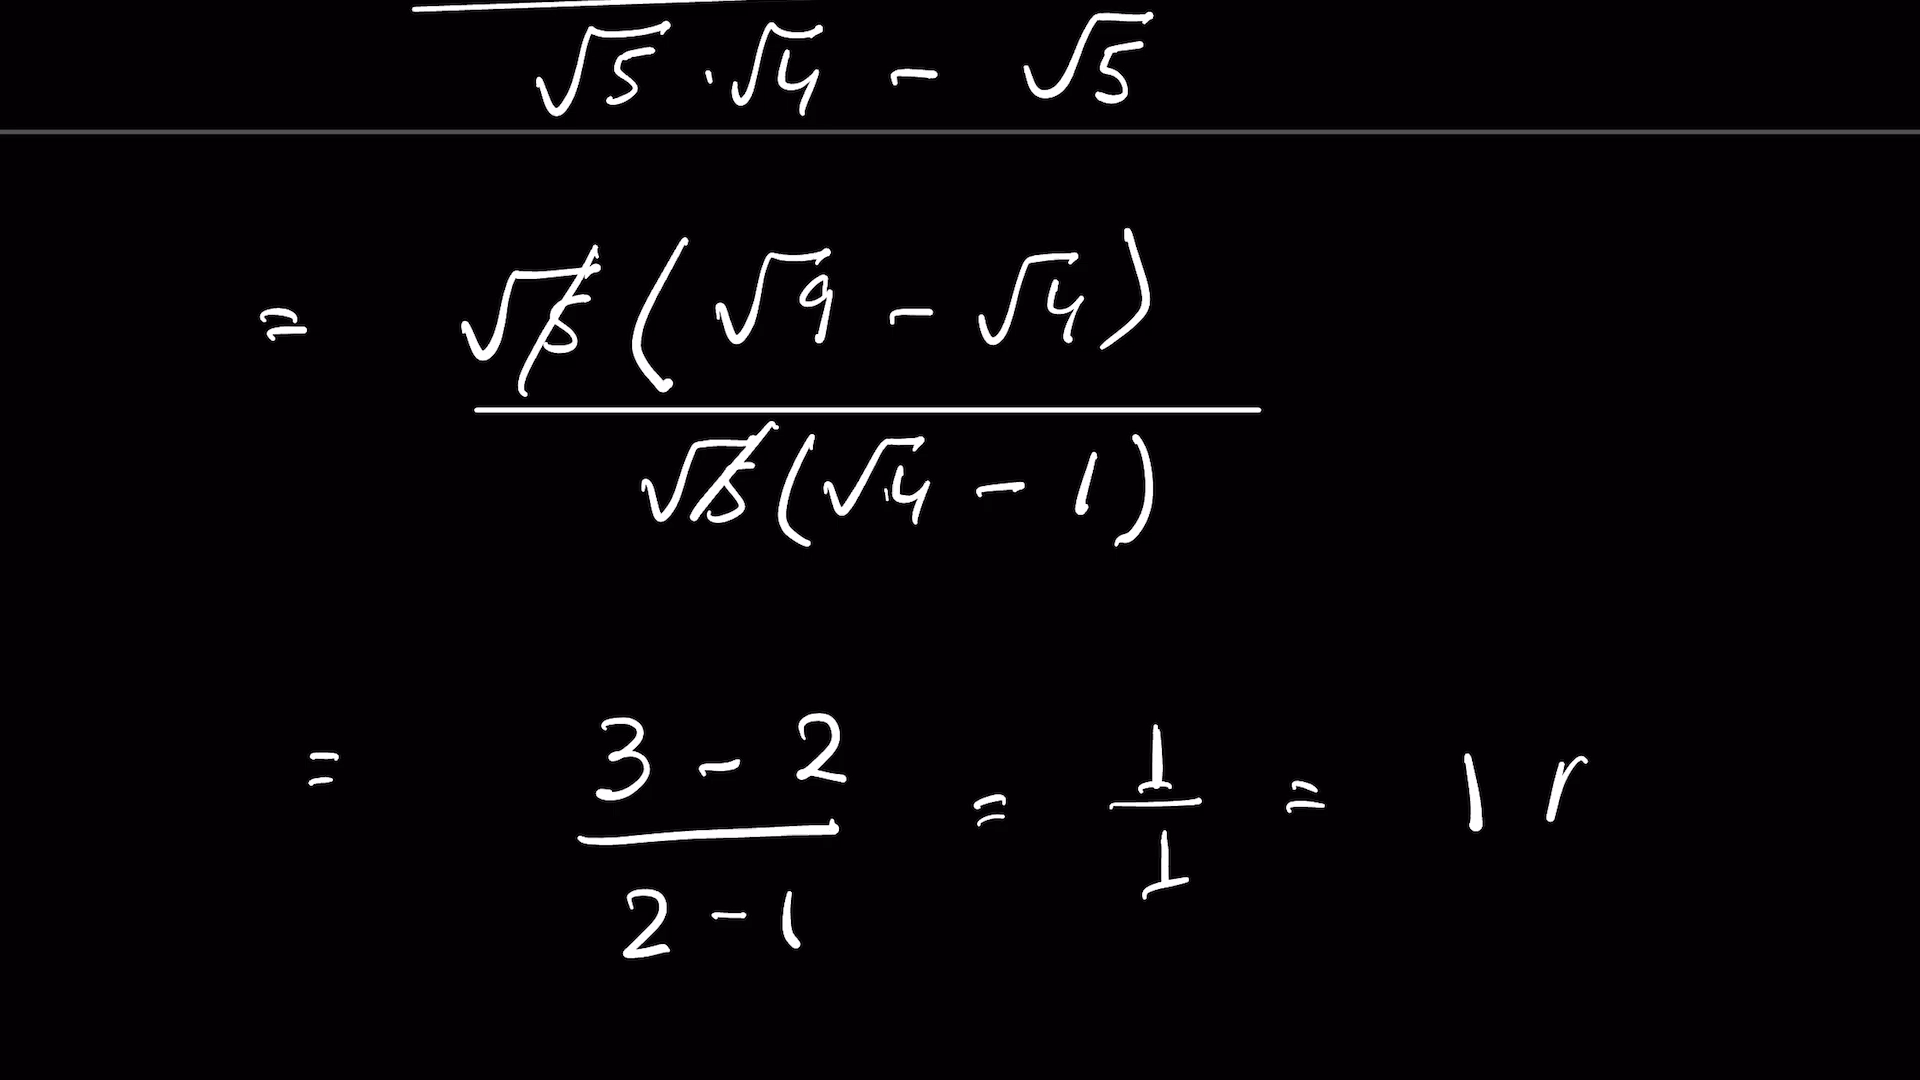 √5 · √4 - √5
= √5 ( √9 - √4 )
√5 ( √4 - 1 )
= 3 - 2 / 2 - 1 = 1 / 1 = 1 r